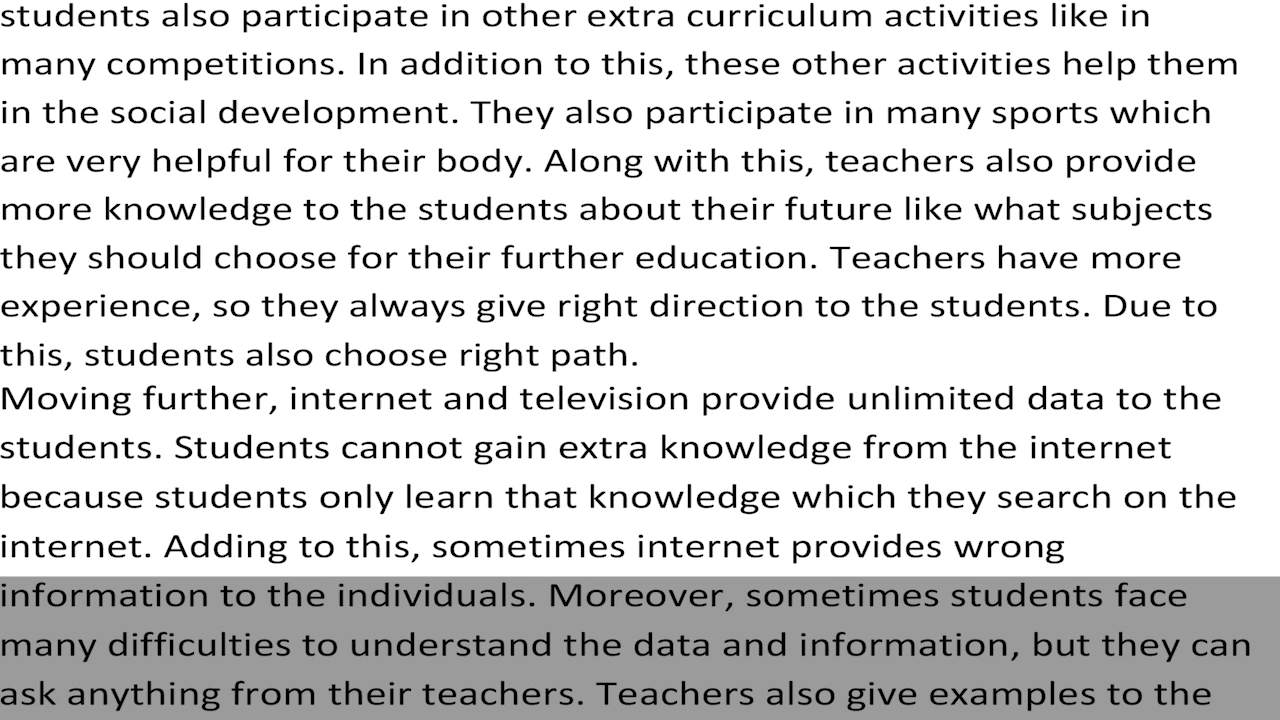 students also participate in other extra curriculum activities like in
many competitions. In addition to this, these other activities help them
in the social development. They also participate in many sports which
are very helpful for their body. Along with this, teachers also provide
more knowledge to the students about their future like what subjects
they should choose for their further education. Teachers have more
experience, so they always give right direction to the students. Due to
this, students also choose right path.
Moving further, internet and television provide unlimited data to the
students. Students cannot gain extra knowledge from the internet
because students only learn that knowledge which they search on the
internet. Adding to this, sometimes internet provides wrong
information to the individuals. Moreover, sometimes students face
many difficulties to understand the data and information, but they can
ask anything from their teachers. Teachers also give examples to the